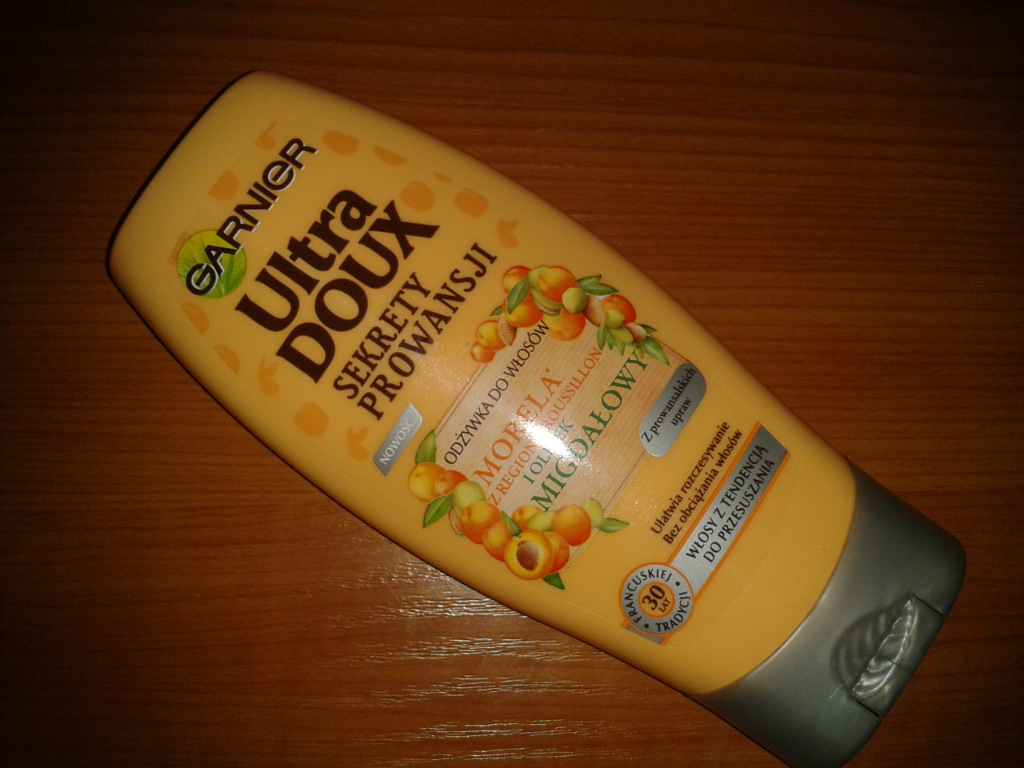 GARNIER
Ultra
DOUX
SEKRETY
PROWANSJI
NOWOŚĆ
ODŻYWKA DO WŁOSÓW
MORELA*
Z REGIONU ROUSSILLON
I OLEJEK
MIGDAŁOWY
Z prowansalskich
upraw
Ułatwia rozczesywanie
Bez obciążania włosów
WŁOSY Z TENDENCJĄ
DO PRZESUSZANIA
FRANCUSKIEJ
30
LAT
TRADYCJI